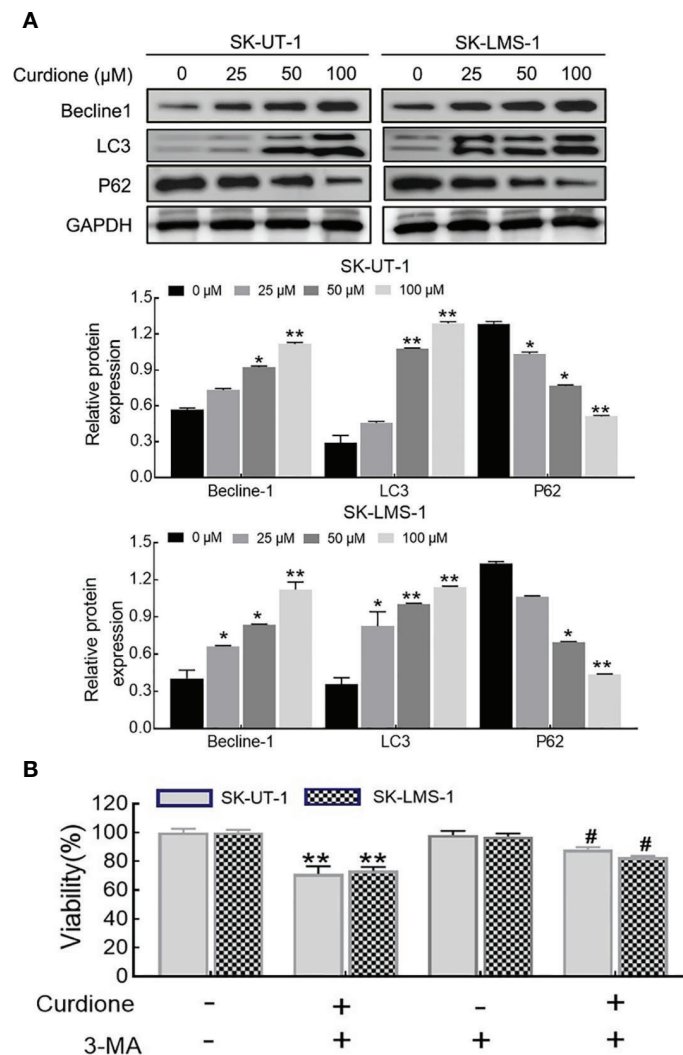 A
SK-UT-1 SK-LMS-1
Curdione (µM) 0 25 50 100 0 25 50 100
Becline1
LC3
P62
GAPDH
SK-UT-1
0 µM 25 µM 50 µM 100 µM
Relative protein
expression
1.5
1.2
0.9
0.6
0.3
0.0
* ** ** ** * * **
Becline-1 LC3 P62
SK-LMS-1
0 µM 25 µM 50 µM 100 µM
Relative protein
expression
1.5
1.2
0.9
0.6
0.3
0.0
* * ** * ** ** * **
Becline-1 LC3 P62
B
SK-UT-1 SK-LMS-1
Viability(%)
120
100
80
60
40
20
0
** ** # #
Curdione - + - +
3-MA - + + +